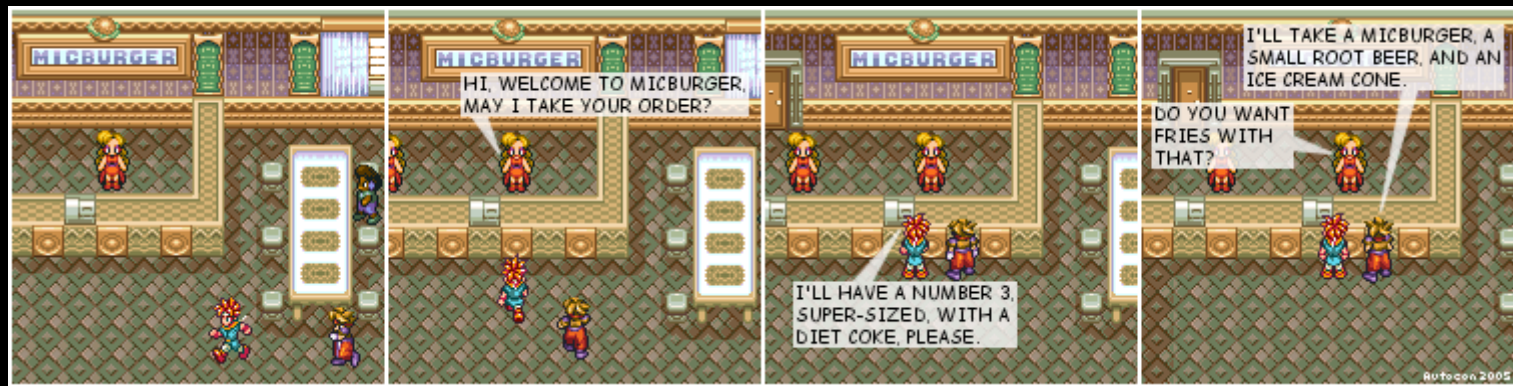 MICBURGER
MICBURGER
HI, WELCOME TO MICBURGER,
MAY I TAKE YOUR ORDER?
MICBURGER
I'LL HAVE A NUMBER 3,
SUPER-SIZED, WITH A
DIET COKE, PLEASE.
I'LL TAKE A MICBURGER, A
SMALL ROOT BEER, AND AN
ICE CREAM CONE.
MICBURGER
DO YOU WANT
FRIES WITH
THAT?
Autocon 2005